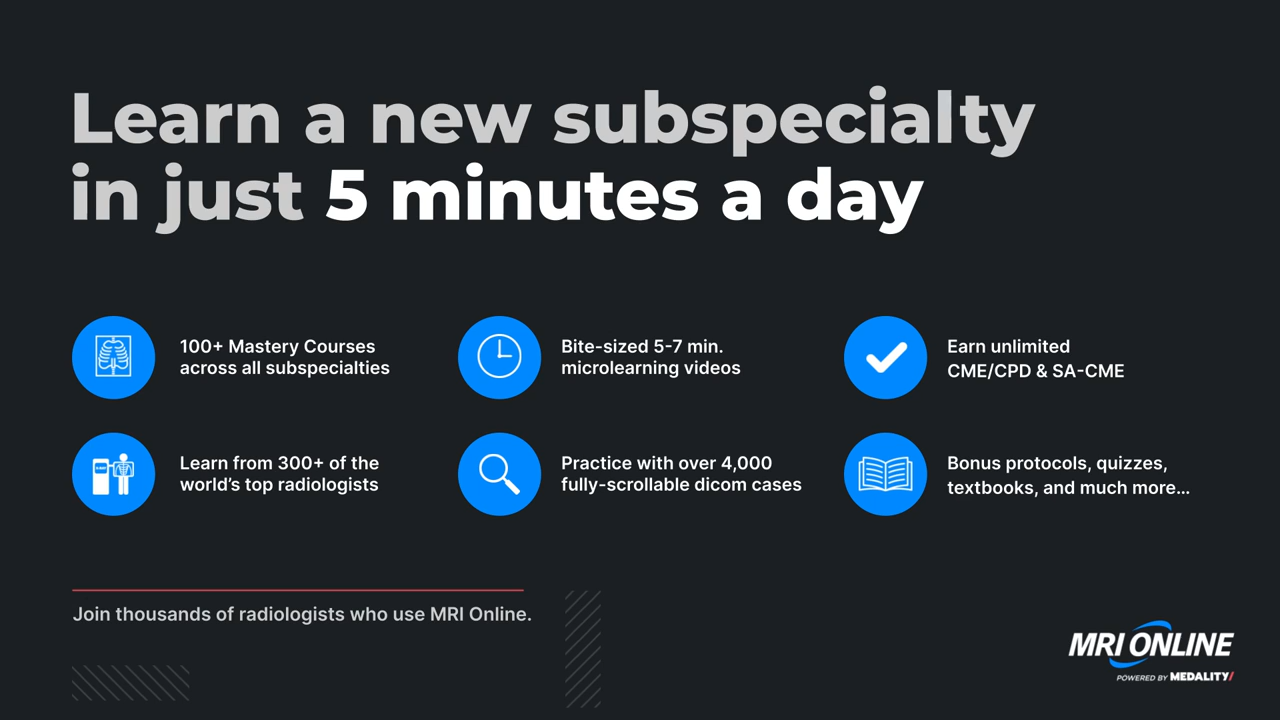 Learn a new subspecialty
in just 5 minutes a day
100+ Mastery Courses
across all subspecialties
Bite-sized 5-7 min.
microlearning videos
Earn unlimited
CME/CPD & SA-CME
Learn from 300+ of the
world's top radiologists
Practice with over 4,000
fully-scrollable dicom cases
Bonus protocols, quizzes,
textbooks, and much more...
Join thousands of radiologists who use MRI Online.
MRI ONLINE
POWERED BY MEDALITY/